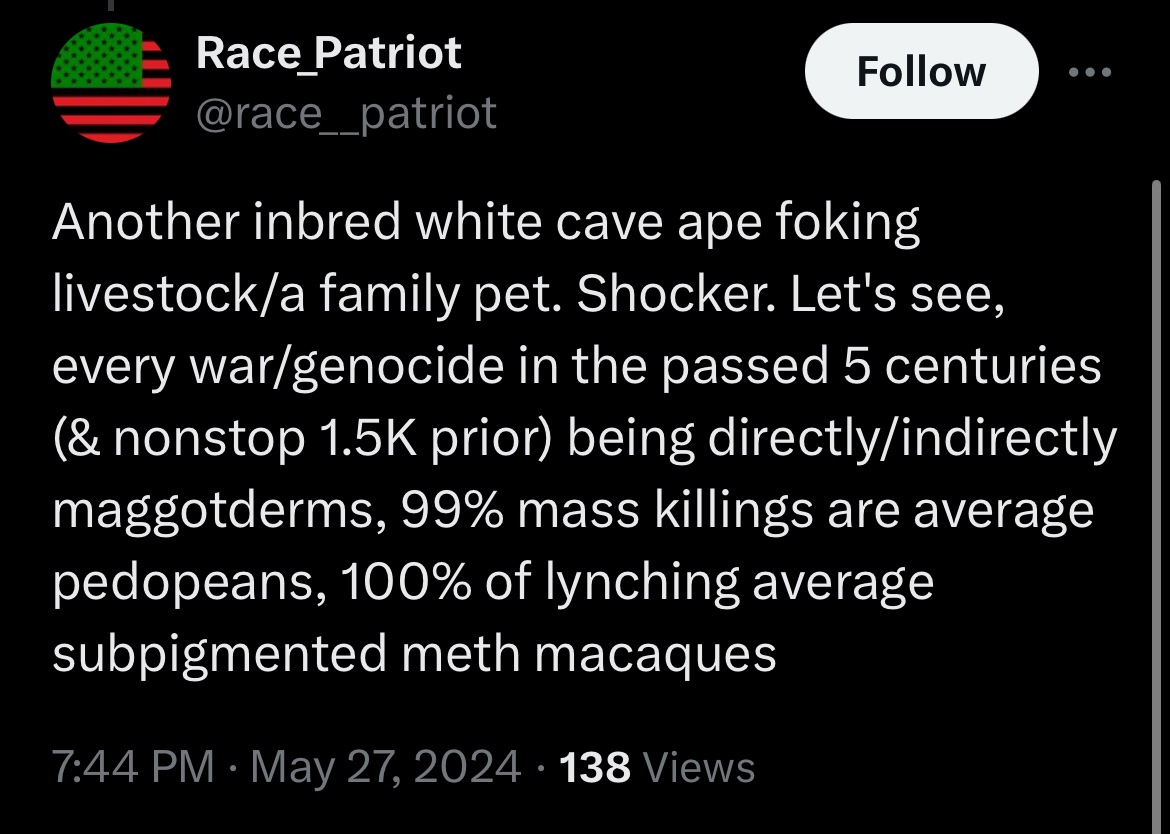 Race_Patriot
Follow
@race__patriot
Another inbred white cave ape foking
livestock/a family pet. Shocker. Let's see,
every war/genocide in the passed 5 centuries
(& nonstop 1.5K prior) being directly/indirectly
maggotderms, 99% mass killings are average
pedopeans, 100% of lynching average
subpigmented meth macaques
7:44 PM · May 27, 2024 · 138 Views